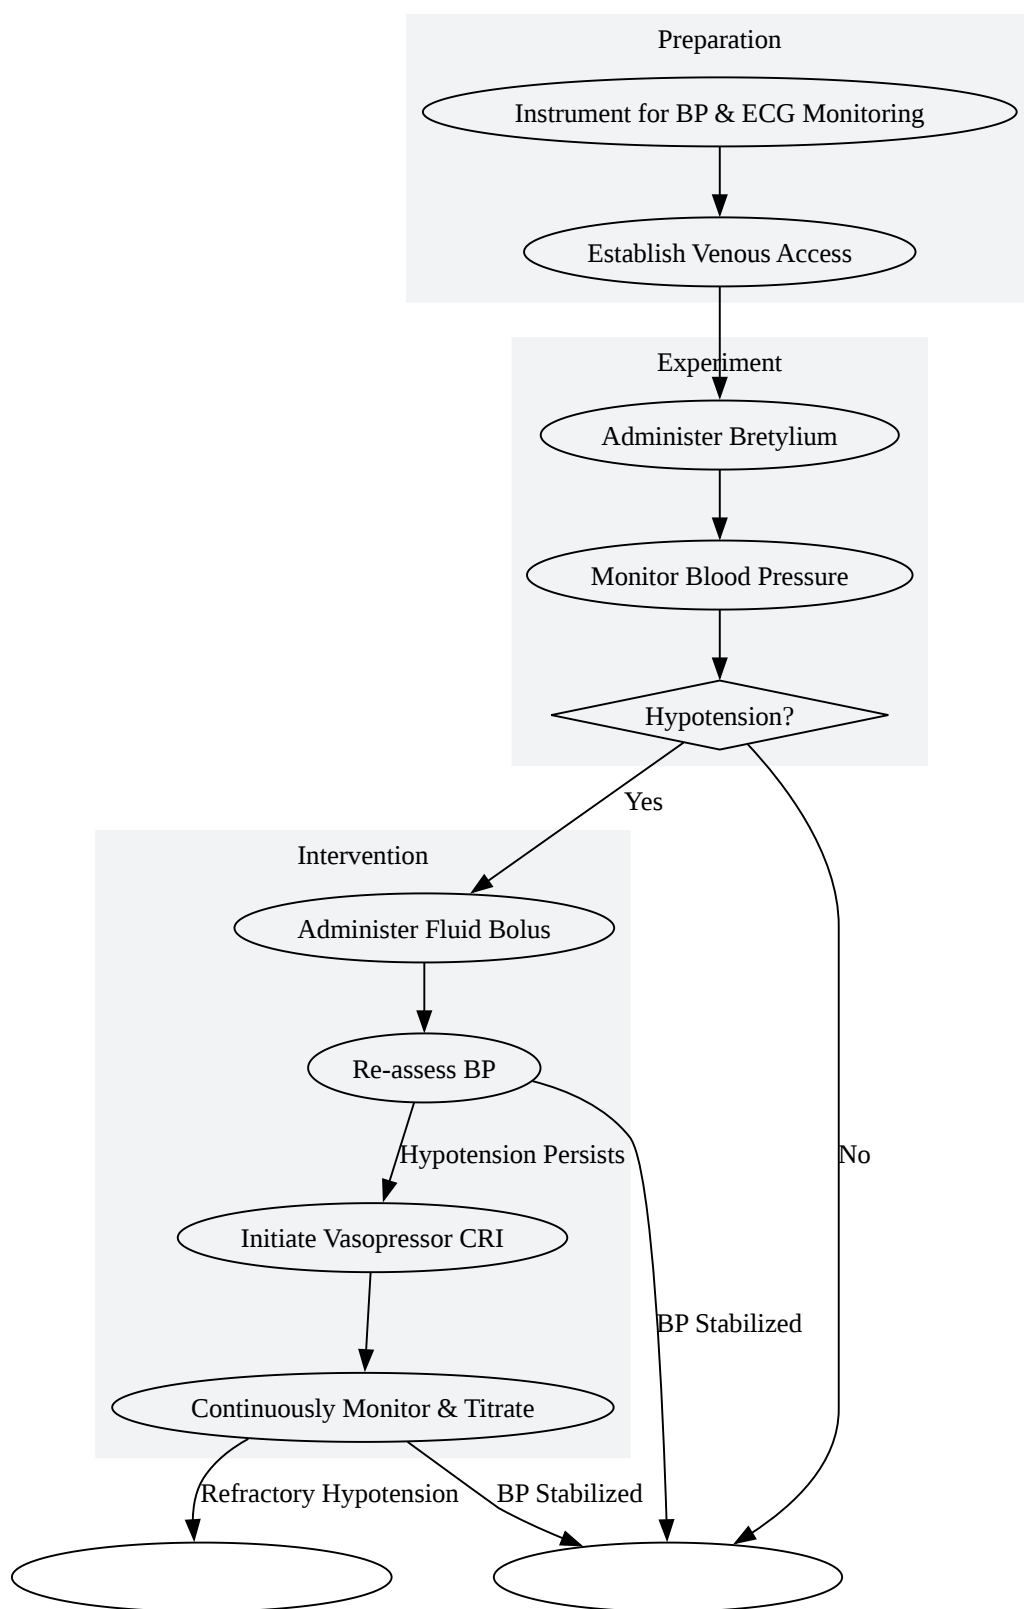 Preparation
Instrument for BP & ECG Monitoring
Establish Venous Access
Experiment
Administer Bretylium
Monitor Blood Pressure
Hypotension?
Yes
Intervention
Administer Fluid Bolus
Re-assess BP
Hypotension Persists
No
Initiate Vasopressor CRI
BP Stabilized
Continuously Monitor & Titrate
Refractory Hypotension
BP Stabilized